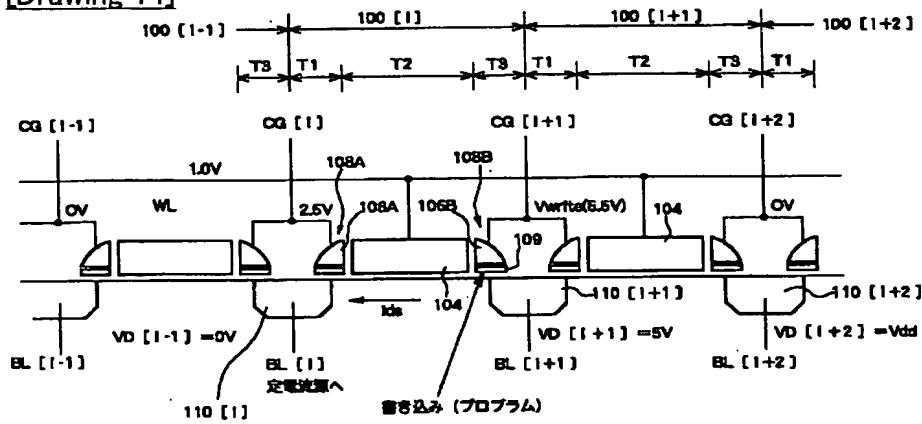 [Drawing 11]
100 [i-1] 100 [i] 100 [i+1] 100 [i+2]
T3 T1 T2 T3 T1 T2 T3 T1
CG [i-1] CG [i] CG [i+1] CG [i+2]
1.0V 108A 108B
0V WL 2.5V 108A 106B Vwrite(5.5V) 104 0V
109
104 110 [i+1] 110 [i+2]
Ids
VD [i-1] =0V VD [i+1] =5V VD [i+2] =Vdd
BL [i-1] BL [i] BL [i+1] BL [i+2]
定電流源へ
110 [i] 書き込み (プログラム)